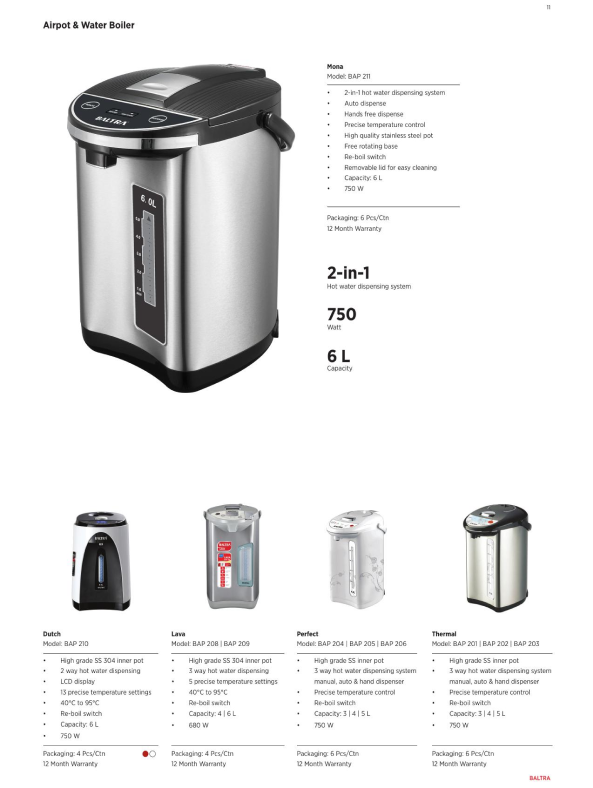 11
Airpot & Water Boiler
Mona
Model: BAP 211
• 2-in-1 hot water dispensing system
• Auto dispense
• Hands free dispense
• Precise temperature control
• High quality stainless steel pot
• Free rotating base
• Re-boil switch
• Removable lid for easy cleaning
• Capacity: 6 L
• 750 W
Packaging: 6 Pcs/Ctn
12 Month Warranty
2-in-1
Hot water dispensing system
750
Watt
6 L
Capacity
BALTRA
6.0L
Dutch
Model: BAP 210
• High grade SS 304 inner pot
• 2 way hot water dispensing
• LCD display
• 13 precise temperature settings
• 40°C to 95°C
• Re-boil switch
• Capacity: 6 L
• 750 W
Packaging: 4 Pcs/Ctn
12 Month Warranty
Lava
Model: BAP 208 | BAP 209
• High grade SS 304 inner pot
• 3 way hot water dispensing
• 5 precise temperature settings
• 40°C to 95°C
• Re-boil switch
• Capacity: 4 | 6 L
• 680 W
Packaging: 4 Pcs/Ctn
12 Month Warranty
Perfect
Model: BAP 204 | BAP 205 | BAP 206
• High grade SS inner pot
• 3 way hot water dispensing system
manual, auto & hand dispenser
• Precise temperature control
• Re-boil switch
• Capacity: 3 | 4 | 5 L
• 750 W
Packaging: 6 Pcs/Ctn
12 Month Warranty
Thermal
Model: BAP 201 | BAP 202 | BAP 203
• High grade SS inner pot
• 3 way hot water dispensing system
manual, auto & hand dispenser
• Precise temperature control
• Re-boil switch
• Capacity: 3 | 4 | 5 L
• 750 W
Packaging: 6 Pcs/Ctn
12 Month Warranty
BALTRA